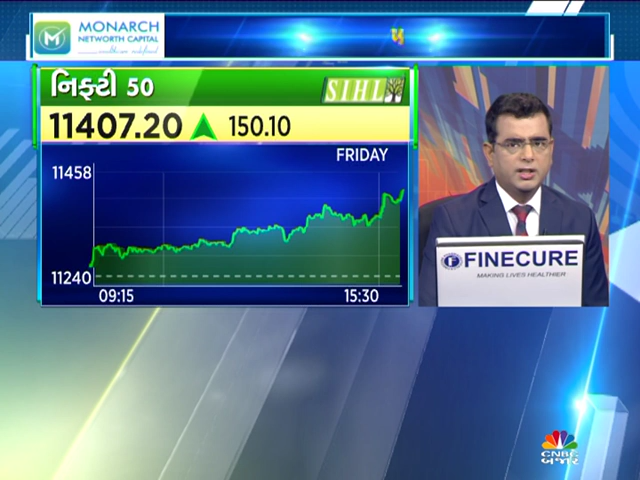 MONARCH
NETWORTH CAPITAL
નિફ્ટી 50
SIHL
11407.20 150.10
FRIDAY
11458
11240
09:15 15:30
FINECURE
MAKING LIVES HEALTHIER
CNBC
બજાર